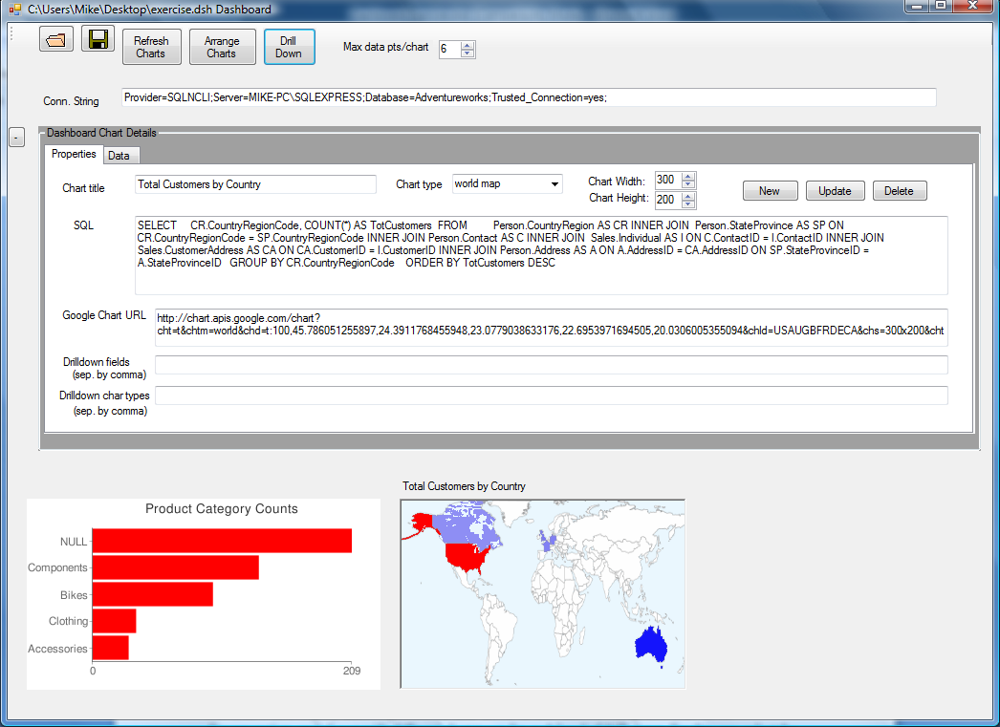 C:\Users\Mike\Desktop\exercise.dsh Dashboard
Refresh
Charts
Arrange
Charts
Drill
Down
Max data pts/chart 6
Conn. String Provider=SQLNCLI;Server=MIKE-PC\SQLEXPRESS;Database=Adventureworks;Trusted_Connection=yes;
-
Dashboard Chart Details
Properties Data
Chart title Total Customers by Country Chart type world map Chart Width: 300 New Update Delete
Chart Height: 200
SQL SELECT CR.CountryRegionCode, COUNT(*) AS TotCustomers FROM Person.CountryRegion AS CR INNER JOIN Person.StateProvince AS SP ON
CR.CountryRegionCode = SP.CountryRegionCode INNER JOIN Person.Contact AS C INNER JOIN Sales.Individual AS I ON C.ContactID = I.ContactID INNER JOIN
Sales.CustomerAddress AS CA ON CA.CustomerID = I.CustomerID INNER JOIN Person.Address AS A ON A.AddressID = CA.AddressID ON SP.StateProvinceID =
A.StateProvinceID GROUP BY CR.CountryRegionCode ORDER BY TotCustomers DESC
Google Chart URL http://chart.apis.google.com/chart?
cht=t&chtm=world&chd=t:100,45.786051255897,24.3911768455948,23.0779038633176,22.6953971694505,20.0306005355094&chld=USAUGBFRDECA&chs=300x200&cht
Drilldown fields
(sep. by comma)
Drilldown char types
(sep. by comma)
Product Category Counts
NULL
Components
Bikes
Clothing
Accessories
0 209
Total Customers by Country